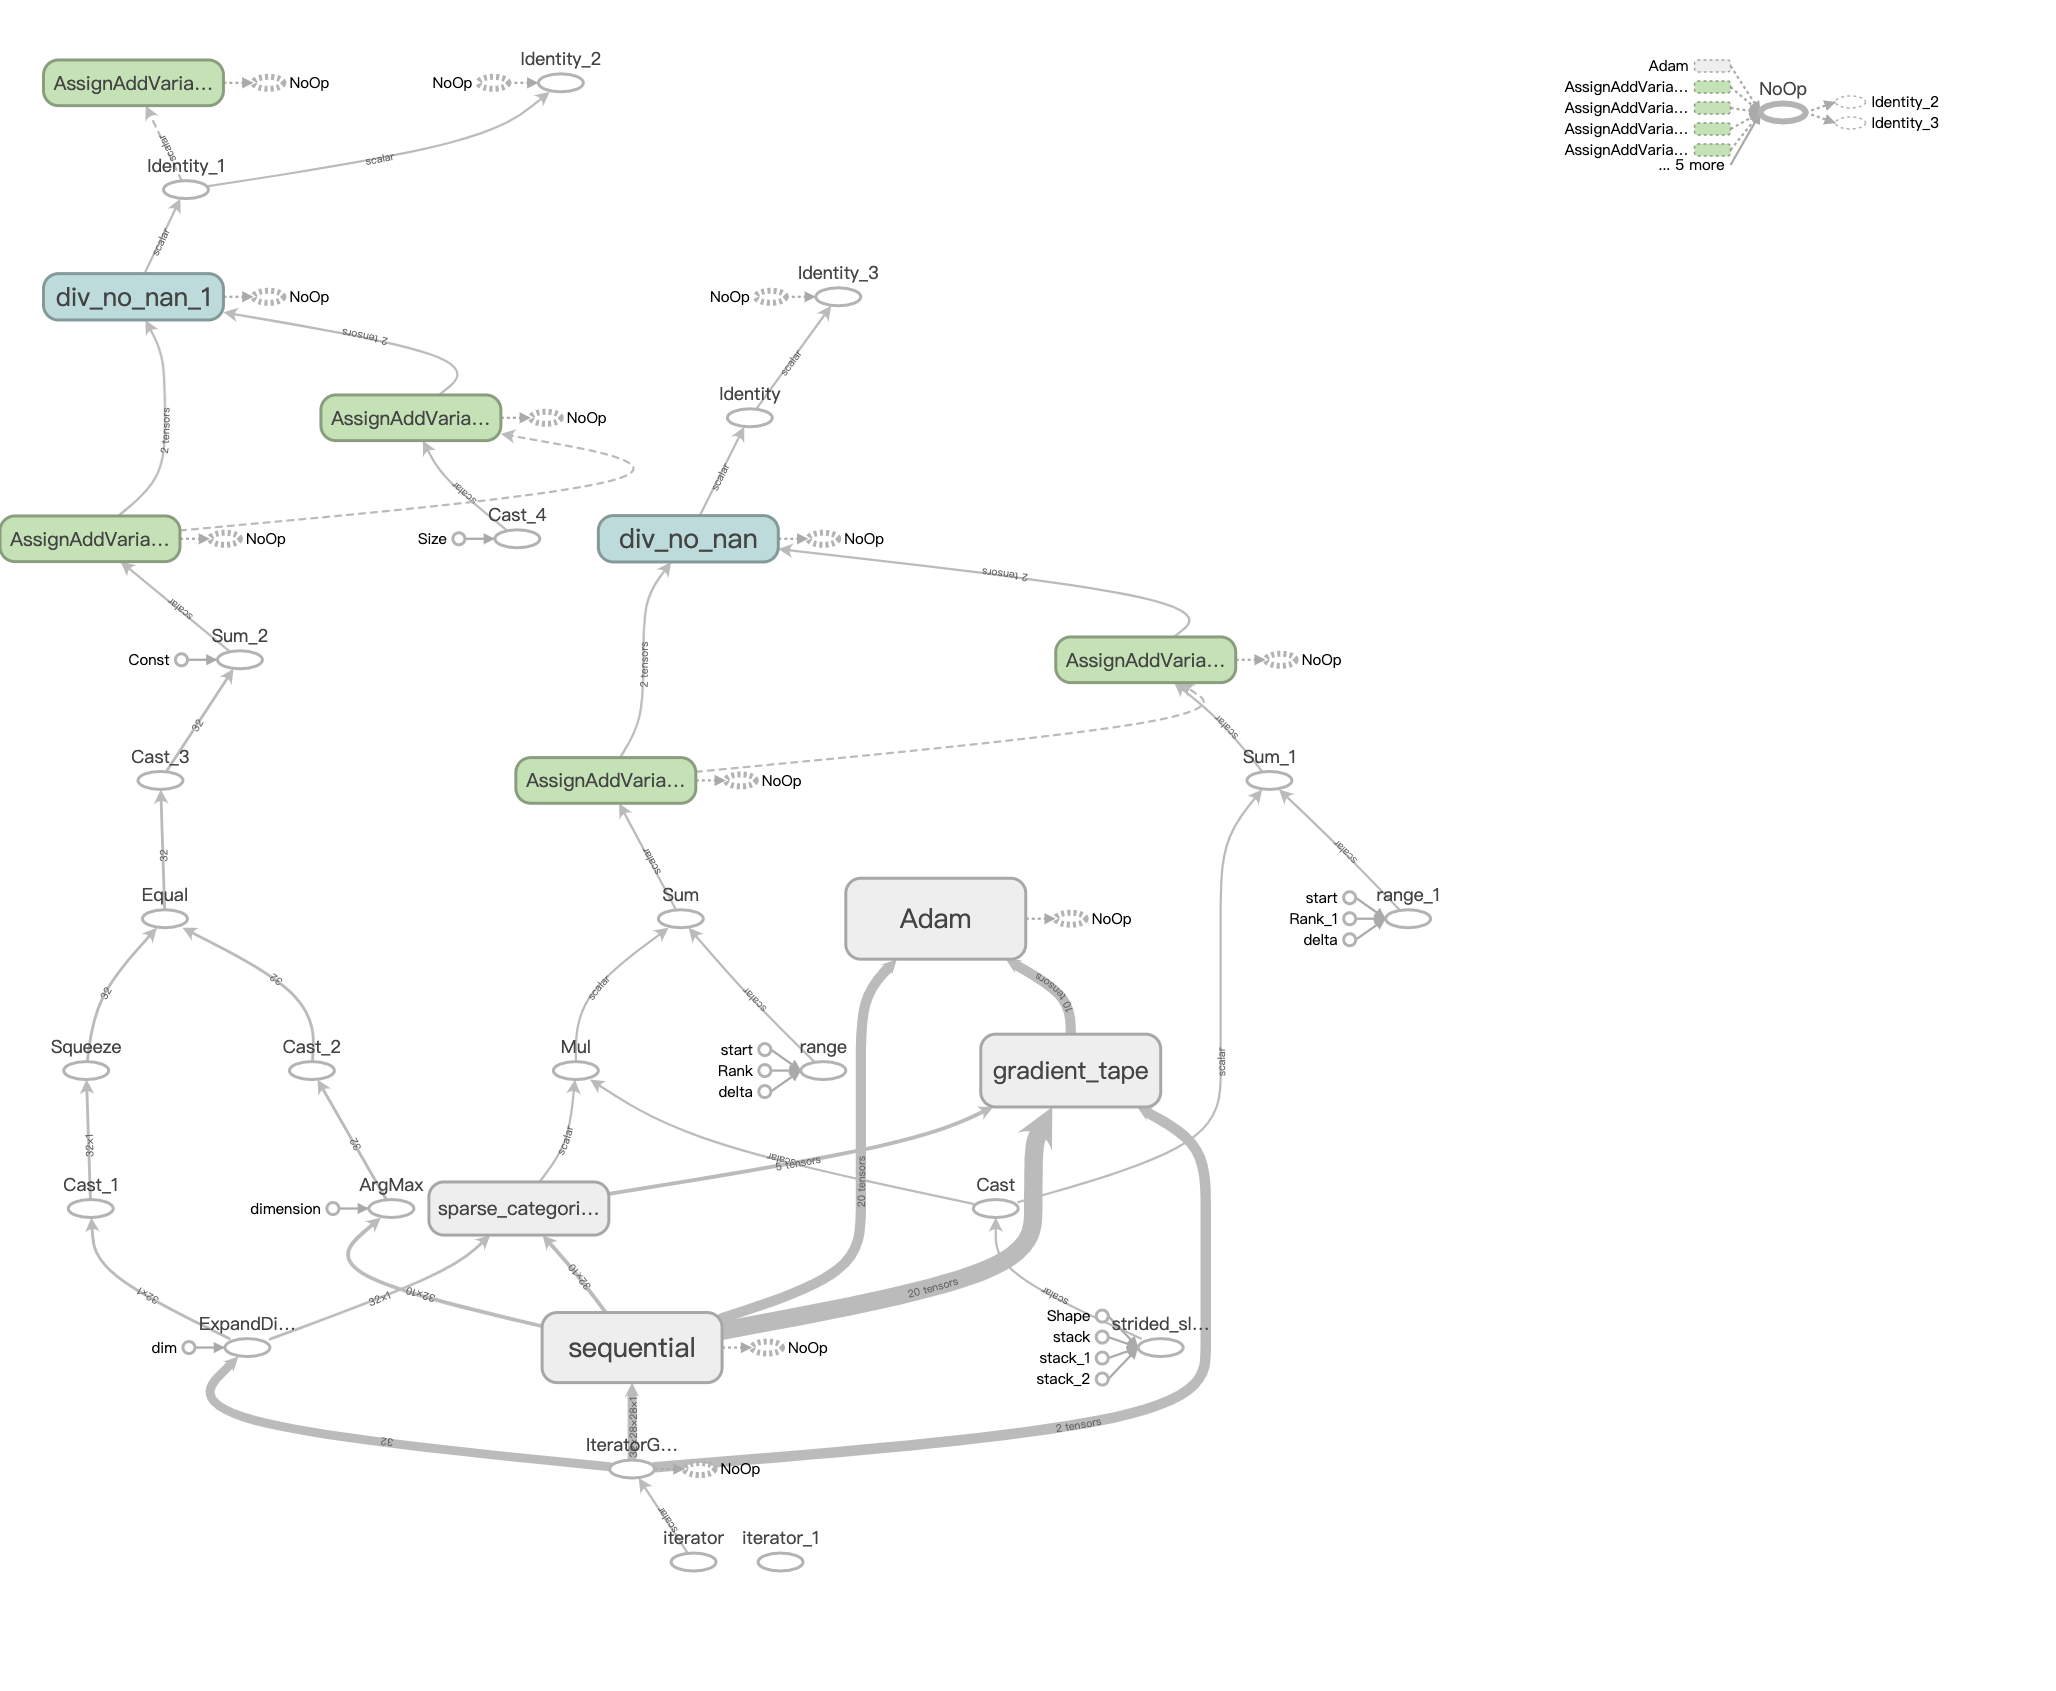 Identity_2
AssignAddVaria...
NoOp
NoOp
scalar
scalar
Identity_1
Adam
AssignAddVaria...
AssignAddVaria...
AssignAddVaria...
AssignAddVaria...
... 5 more
NoOp
Identity_2
Identity_3
scalar
div_no_nan_1
NoOp
2 tensors
Identity_3
NoOp
scalar
Identity
AssignAddVaria...
NoOp
2 tensors
scalar
scalar
Cast_4
Size
AssignAddVaria...
NoOp
div_no_nan
NoOp
2 tensors
scalar
Sum_2
Const
2 tensors
AssignAddVaria...
NoOp
32
scalar
Cast_3
AssignAddVaria...
NoOp
Sum_1
32
scalar
scalar
Equal
Sum
Adam
NoOp
range_1
start
Rank_1
delta
32
32
scalar
scalar
10 tensors
Squeeze
Cast_2
Mul
range
start
Rank
delta
gradient_tape
scalar
32x1
32
scalar
scalar
5 tensors
20 tensors
Cast_1
ArgMax
dimension
sparse_categori...
Cast
32x1
32x1
32x10
32x10
20 tensors
scalar
ExpandDi...
dim
sequential
NoOp
Shape
stack
stack_1
stack_2
strided_sl...
32
28x28x1
2 tensors
IteratorG...
NoOp
scalar
iterator
iterator_1